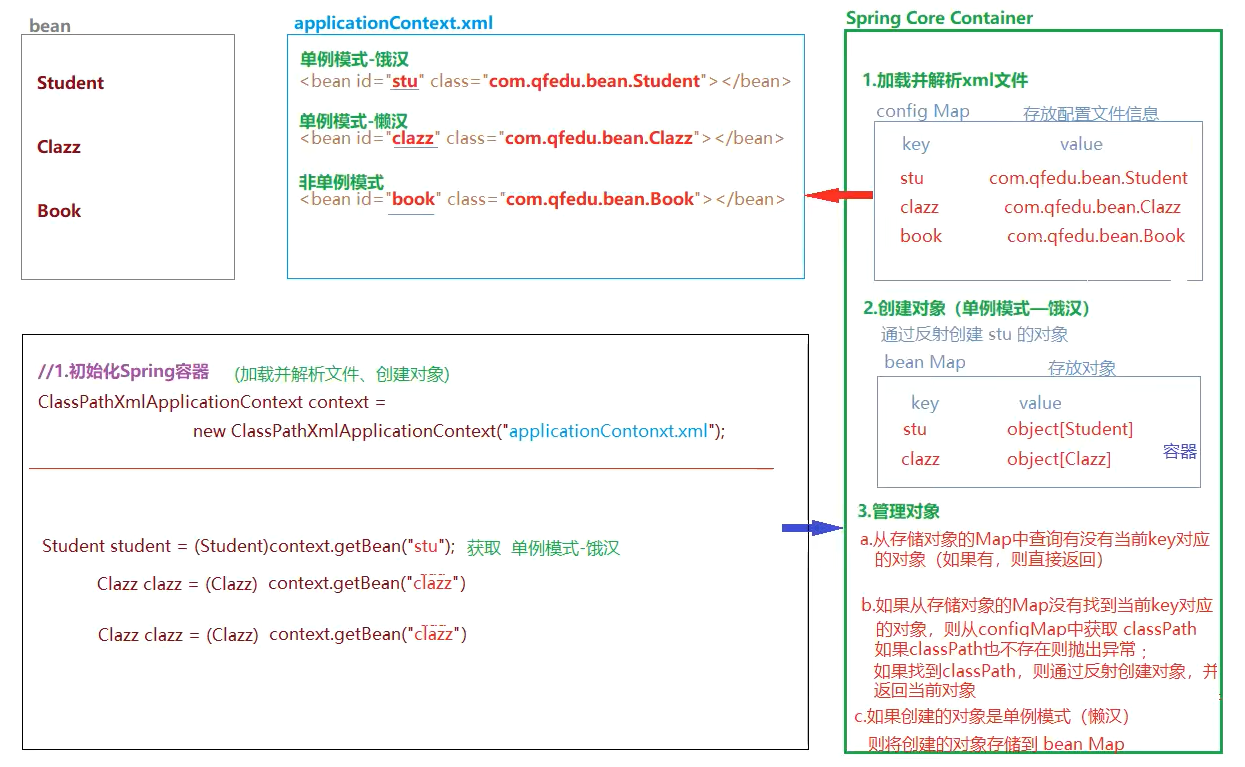 bean
Student
Clazz
Book
applicationContext.xml
单例模式-饿汉
<bean id="stu" class="com.qfedu.bean.Student"></bean>
单例模式-懒汉
<bean id="clazz" class="com.qfedu.bean.Clazz"></bean>
非单例模式
<bean id="book" class="com.qfedu.bean.Book"></bean>
Spring Core Container
1.加载并解析xml文件
config Map 存放配置文件信息
key value
stu com.qfedu.bean.Student
clazz com.qfedu.bean.Clazz
book com.qfedu.bean.Book
2.创建对象（单例模式—饿汉）
通过反射创建 stu 的对象
bean Map 存放对象
key value
stu object[Student]
clazz object[Clazz]
容器
3.管理对象
a.从存储对象的Map中查询有没有当前key对应
的对象（如果有，则直接返回）
b.如果从存储对象的Map没有找到当前key对应
的对象，则从configMap中获取 classPath
如果classPath也不存在则抛出异常；
如果找到classPath，则通过反射创建对象，并
返回当前对象
c.如果创建的对象是单例模式（懒汉）
则将创建的对象存储到 bean Map
//1.初始化Spring容器 (加载并解析文件、创建对象)
ClassPathXmlApplicationContext context =
new ClassPathXmlApplicationContext("applicationContonxt.xml");
Student student = (Student)context.getBean("stu"); 获取 单例模式-饿汉
Clazz clazz = (Clazz) context.getBean("clazz")
Clazz clazz = (Clazz) context.getBean("clazz")